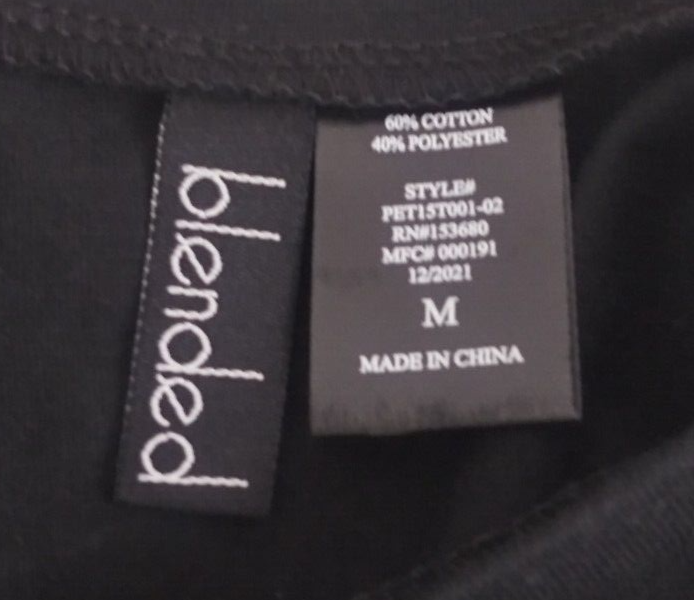 blended
60% COTTON
40% POLYESTER
STYLE#
PET15T001-02
RN#153680
MFC# 000191
12/2021
M
MADE IN CHINA